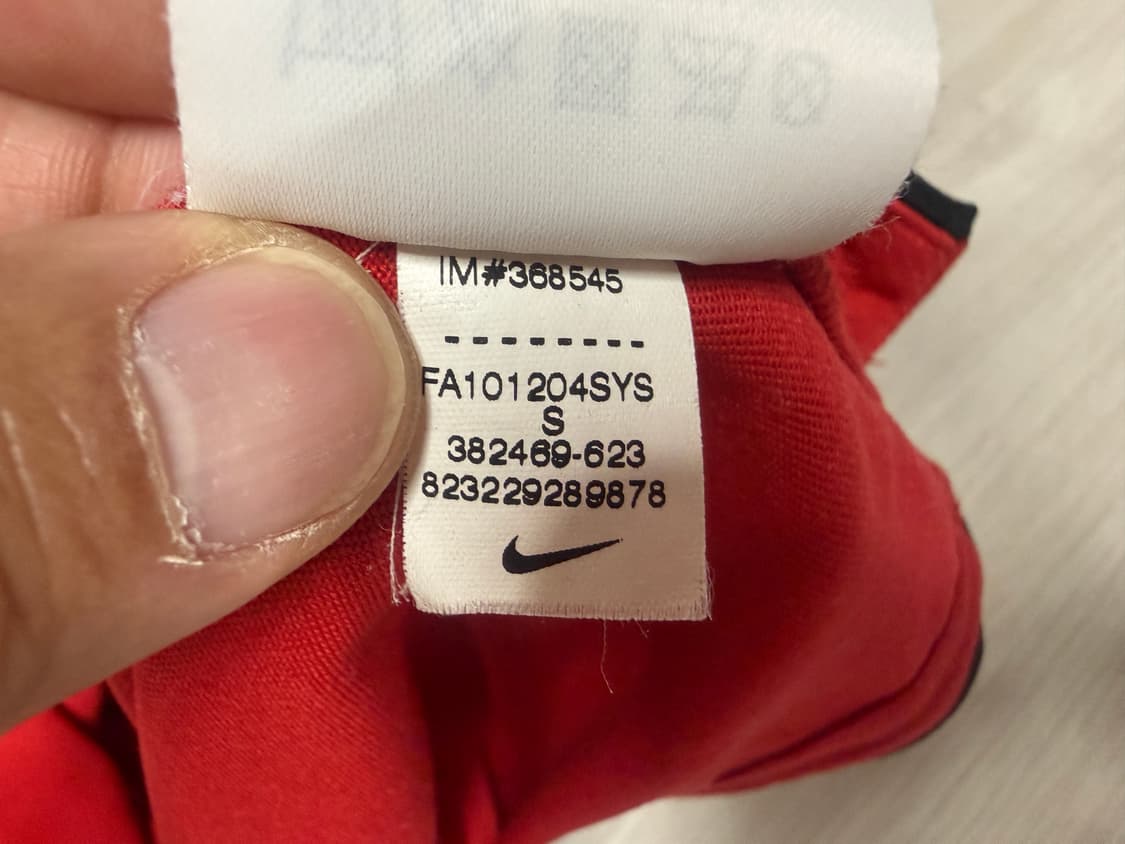 IM#368545
--------
FA101204SYS
S
382469-623
823229289878